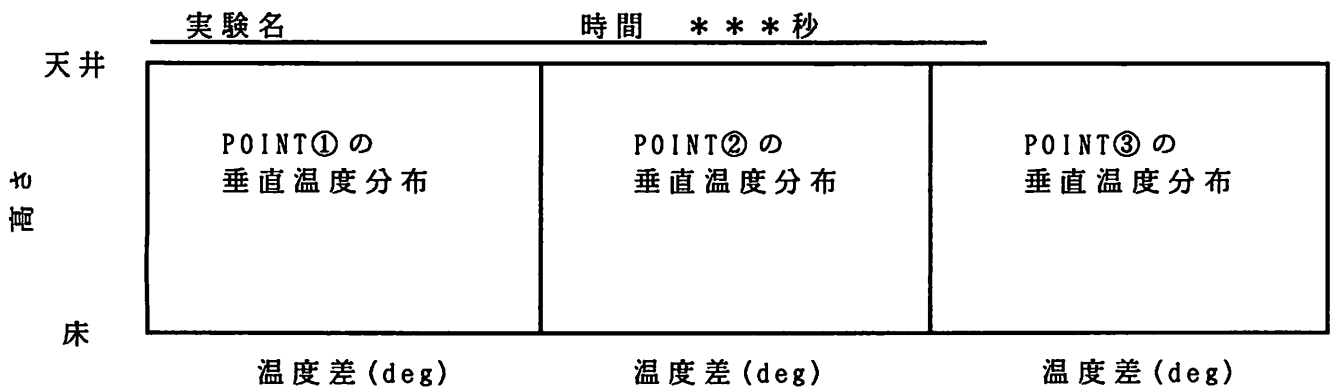 実験名 時間 ＊＊＊秒
天井
POINT①の POINT②の POINT③の
垂直温度分布 垂直温度分布 垂直温度分布
高さ
床
温度差(deg) 温度差(deg) 温度差(deg)